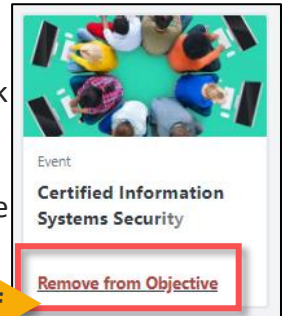 Event
Certified Information
Systems Security
Remove from Objective